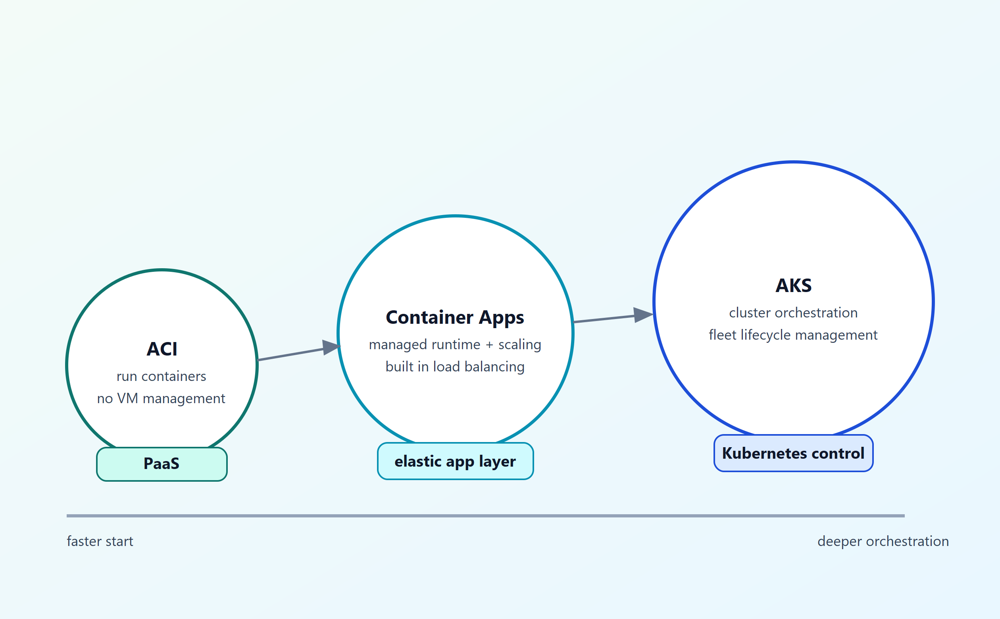 ACI
run containers
no VM management
PaaS
Container Apps
managed runtime + scaling
built in load balancing
elastic app layer
AKS
cluster orchestration
fleet lifecycle management
Kubernetes control
faster start
deeper orchestration